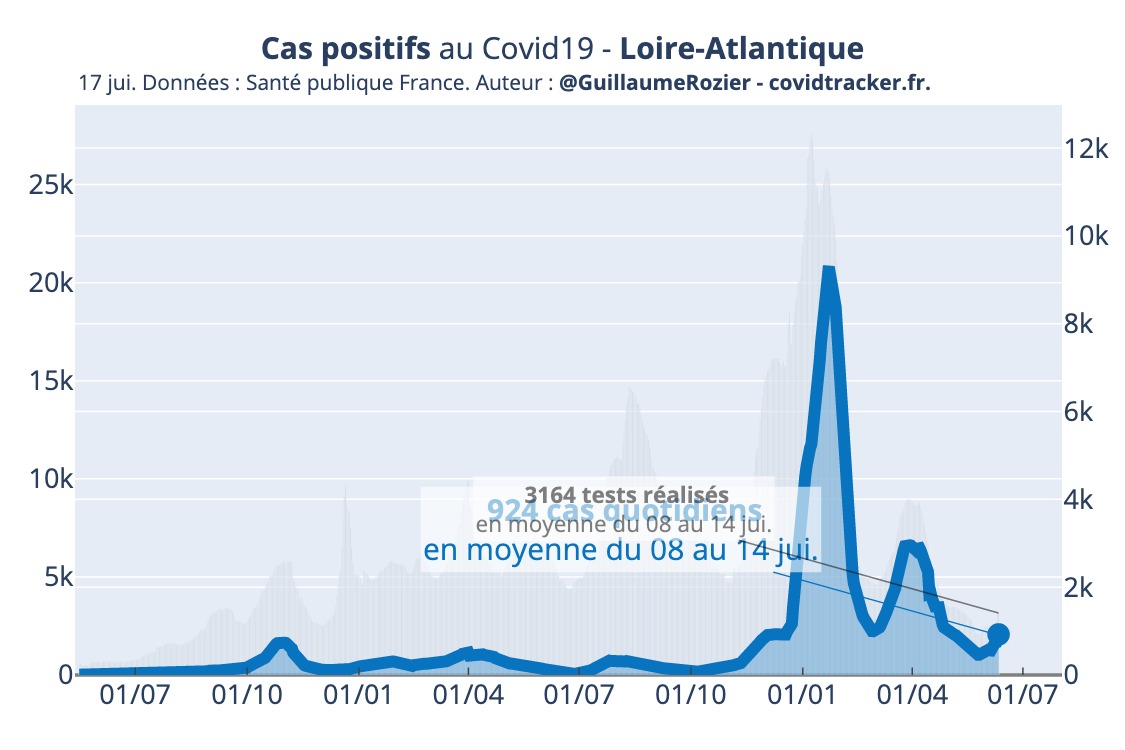 Cas positifs au Covid19 - Loire-Atlantique
17 jui. Données : Santé publique France. Auteur : @GuillaumeRozier - covidtracker.fr.
12k
25k
10k
20k
8k
15k
6k
10k
4k
3164 tests réalisés
924 cas quotidiens
en moyenne du 08 au 14 jui.
en moyenne du 08 au 14 jui.
5k
2k
0
0
01/07 01/10 01/01 01/04 01/07 01/10 01/01 01/04 01/07